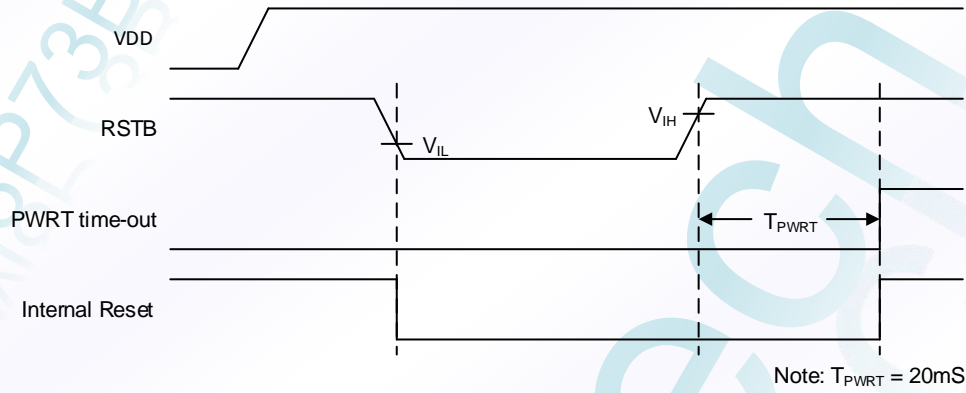 VDD
RSTB
VIL
VIH
PWRT time-out
TPWRT
Internal Reset
Note: TPWRT = 20mS